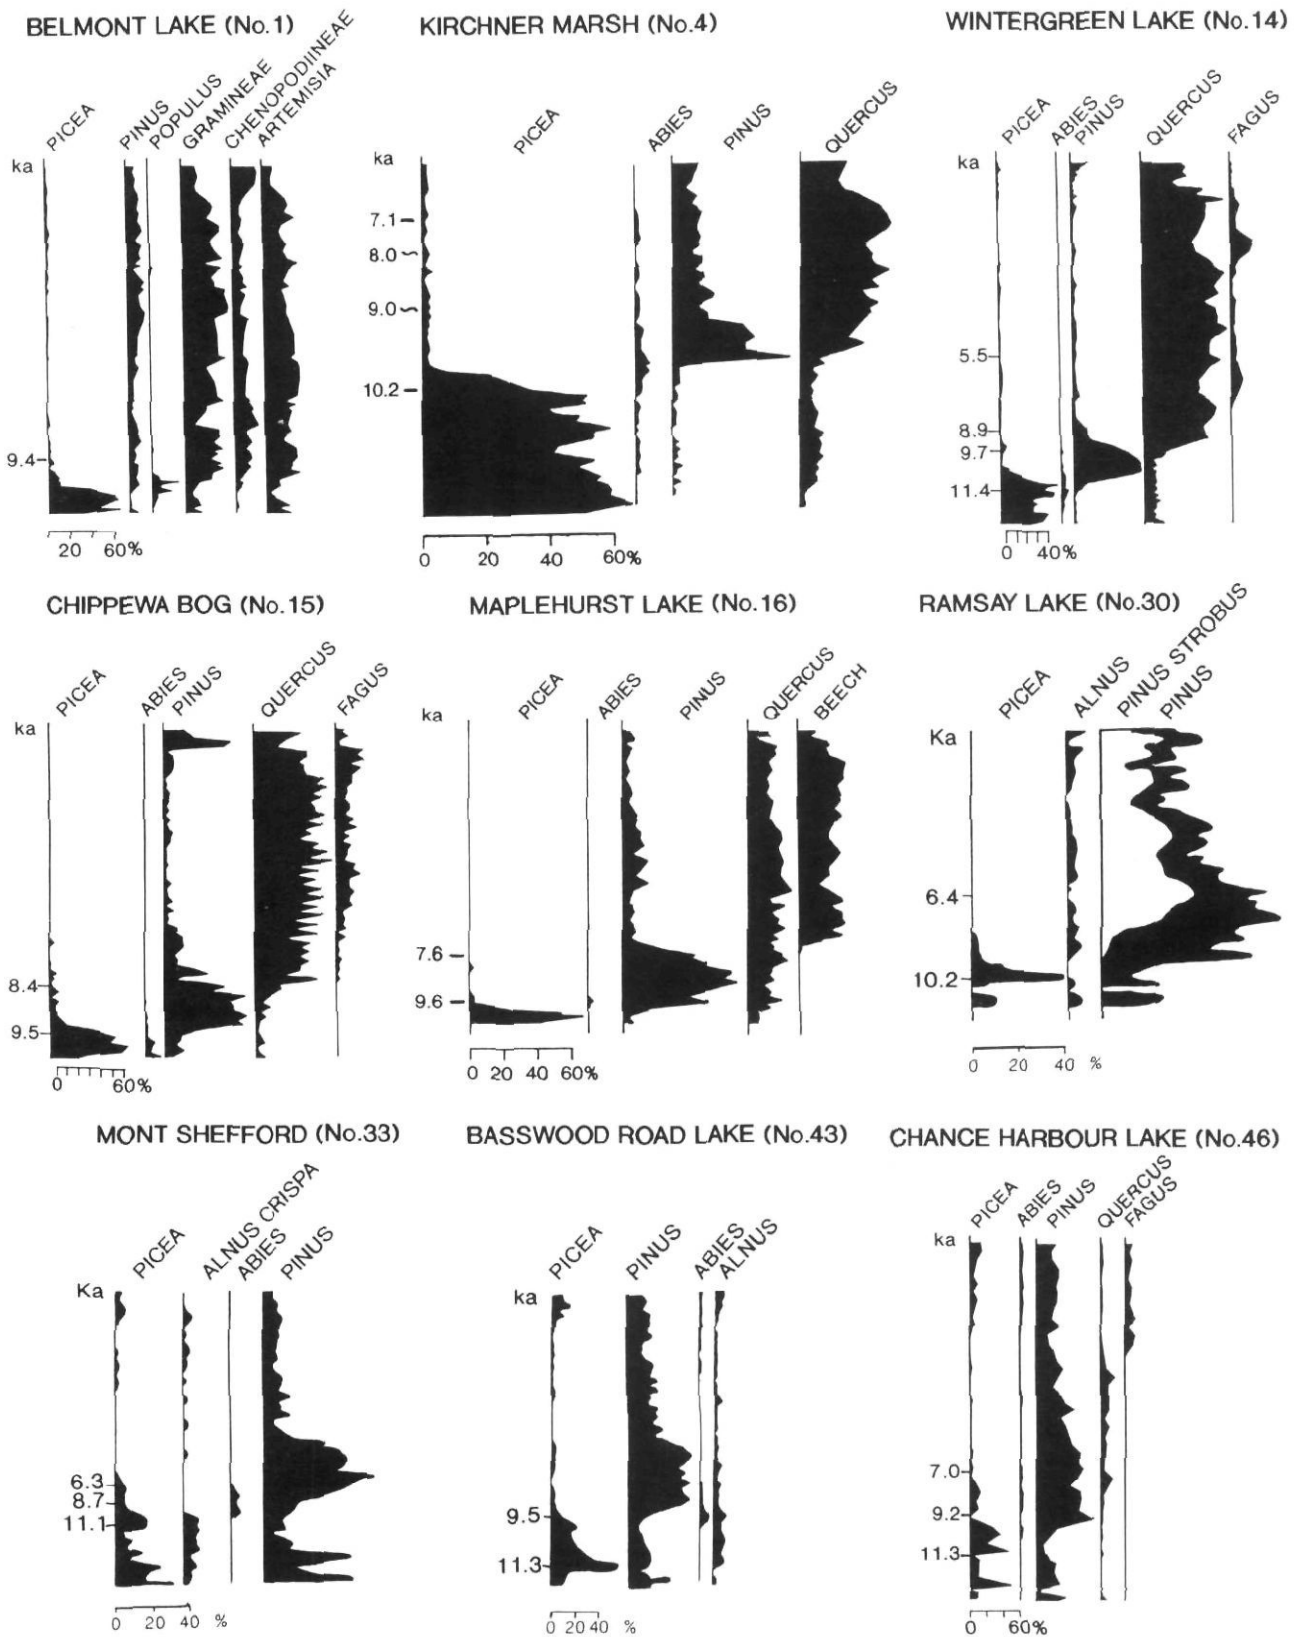 BELMONT LAKE (No.1)
PICEA
PINUS
POPULUS
GRAMINEAE
CHENOPODIINEAE
ARTEMISIA
ka
9.4
20 60%
KIRCHNER MARSH (No.4)
PICEA
ABIES
PINUS
QUERCUS
ka
7.1
8.0
9.0
10.2
0 20 40 60%
WINTERGREEN LAKE (No.14)
PICEA
ABIES
PINUS
QUERCUS
FAGUS
ka
5.5
8.9
9.7
11.4
0 40%
CHIPPEWA BOG (No.15)
PICEA
ABIES
PINUS
QUERCUS
FAGUS
ka
8.4
9.5
0 60%
MAPLEHURST LAKE (No.16)
PICEA
ABIES
PINUS
QUERCUS
BEECH
ka
7.6
9.6
0 20 40 60%
RAMSAY LAKE (No.30)
PICEA
ALNUS
PINUS STROBUS
PINUS
Ka
6.4
10.2
0 20 40 %
MONT SHEFFORD (No.33)
PICEA
ALNUS CRISPA
ABIES
PINUS
Ka
6.3
8.7
11.1
0 20 40 %
BASSWOOD ROAD LAKE (No.43)
PICEA
PINUS
ABIES
ALNUS
ka
9.5
11.3
0 20 40 %
CHANCE HARBOUR LAKE (No.46)
PICEA
ABIES
PINUS
QUERCUS
FAGUS
ka
7.0
9.2
11.3
0 60%